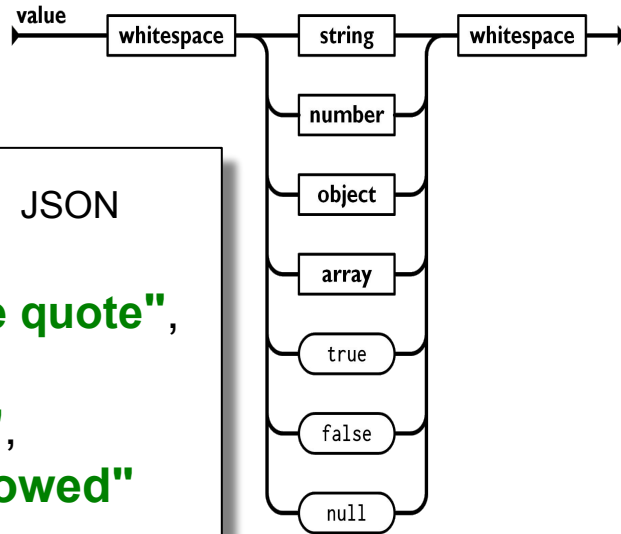 value
whitespace string whitespace
number
object
array
true
false
null
JSON
e quote",
",
owed"